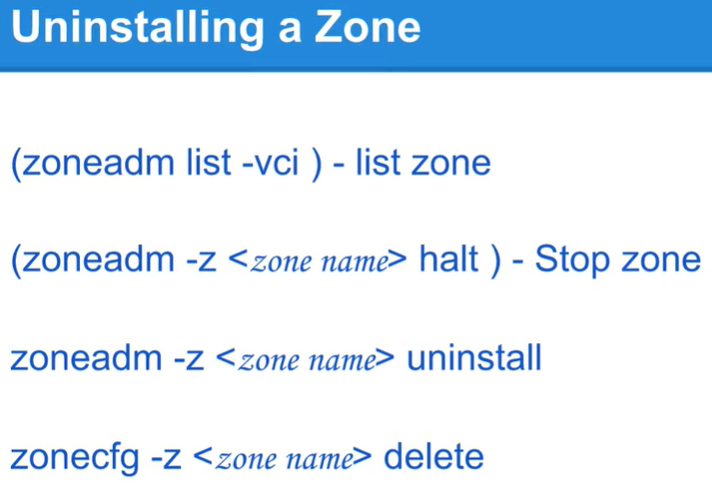 Uninstalling a Zone
(zoneadm list -vci ) - list zone
(zoneadm -z <zone name> halt ) - Stop zone
zoneadm -z <zone name> uninstall
zonecfg -z <zone name> delete